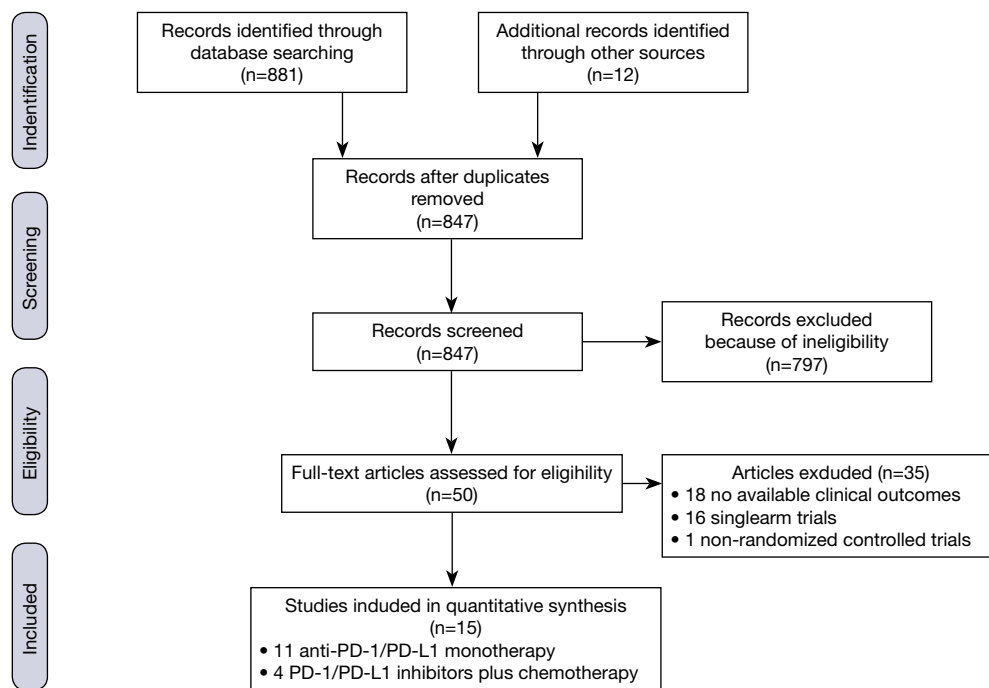 Indentification
Records identified through
database searching
(n=881)
Additional records identified
through other sources
(n=12)
Records after duplicates
removed
(n=847)
Screening
Records screened
(n=847)
Records excluded
because of ineligibility
(n=797)
Eligibility
Full-text articles assessed for eligihility
(n=50)
Articles exduded (n=35)
• 18 no available clinical outcomes
• 16 singlearm trials
• 1 non-randomized controlled trials
Included
Studies induded in quantitative synthesis
(n=15)
• 11 anti-PD-1/PD-L1 monotherapy
• 4 PD-1/PD-L1 inhibitors plus chemotherapy